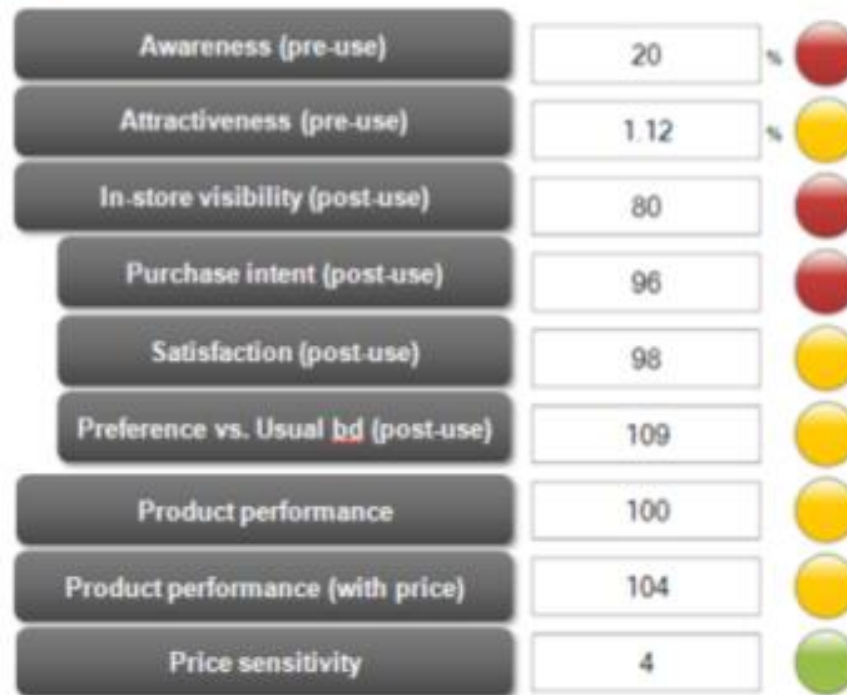 Awareness (pre-use) 20 %
Attractiveness (pre-use) 1.12 %
In-store visibility (post-use) 80
Purchase intent (post-use) 96
Satisfaction (post-use) 98
Preference vs. Usual bd (post-use) 109
Product performance 100
Product performance (with price) 104
Price sensitivity 4